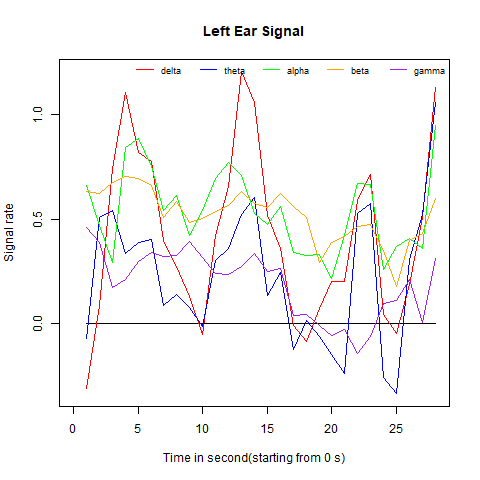 Left Ear Signal
delta theta alpha beta gamma
1.0
0.5
0.0
Signal rate
0 5 10 15 20 25
Time in second(starting from 0 s)